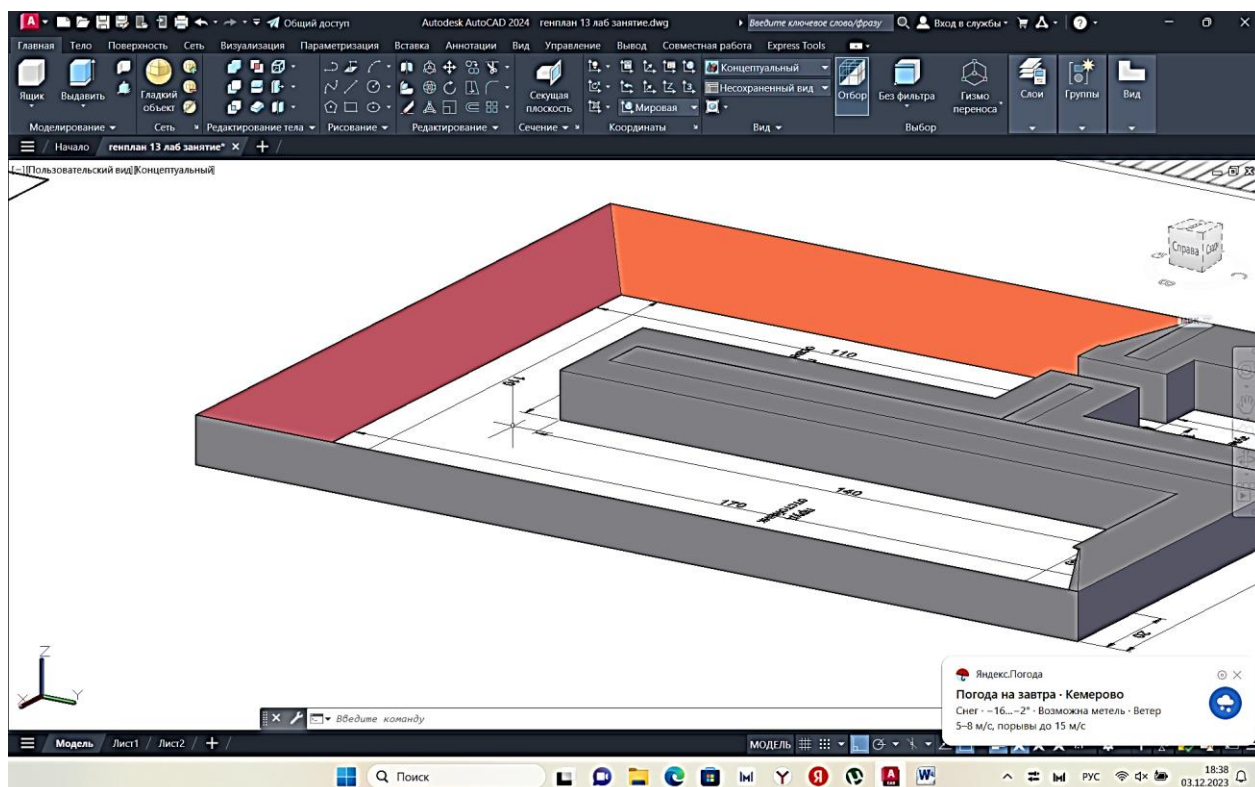 A
Общий доступ
Autodesk AutoCAD 2024 генплан 13 лаб занятие.dwg
Введите ключевое слово/фразу
Вход в службы
Главная Тело Поверхность Сеть Визуализация Параметризация Вставка Аннотации Вид Управление Вывод Совместная работа Express Tools
Ящик
Выдавить
Гладкий
объект
Секущая
плоскость
Мировая
Концептуальный
Несохраненный вид
Отбор
Без фильтра
Гизмо
переноса
Слои
Группы
Вид
Моделирование Сеть Редактирование тела Рисование Редактирование Сечение Координаты Вид Выбор
Начало генплан 13 лаб занятие*
[−][Пользовательский вид][Концептуальный]
Справа
МСК
110
110
140
170
Z
X
Y
Введите команду
Модель Лист1 Лист2
МОДЕЛЬ
Яндекс.Погода
Погода на завтра · Кемерово
Снег · −16...−2° · Возможна метель · Ветер
5–8 м/с, порывы до 15 м/с
Поиск
РУС
18:38
03.12.2023